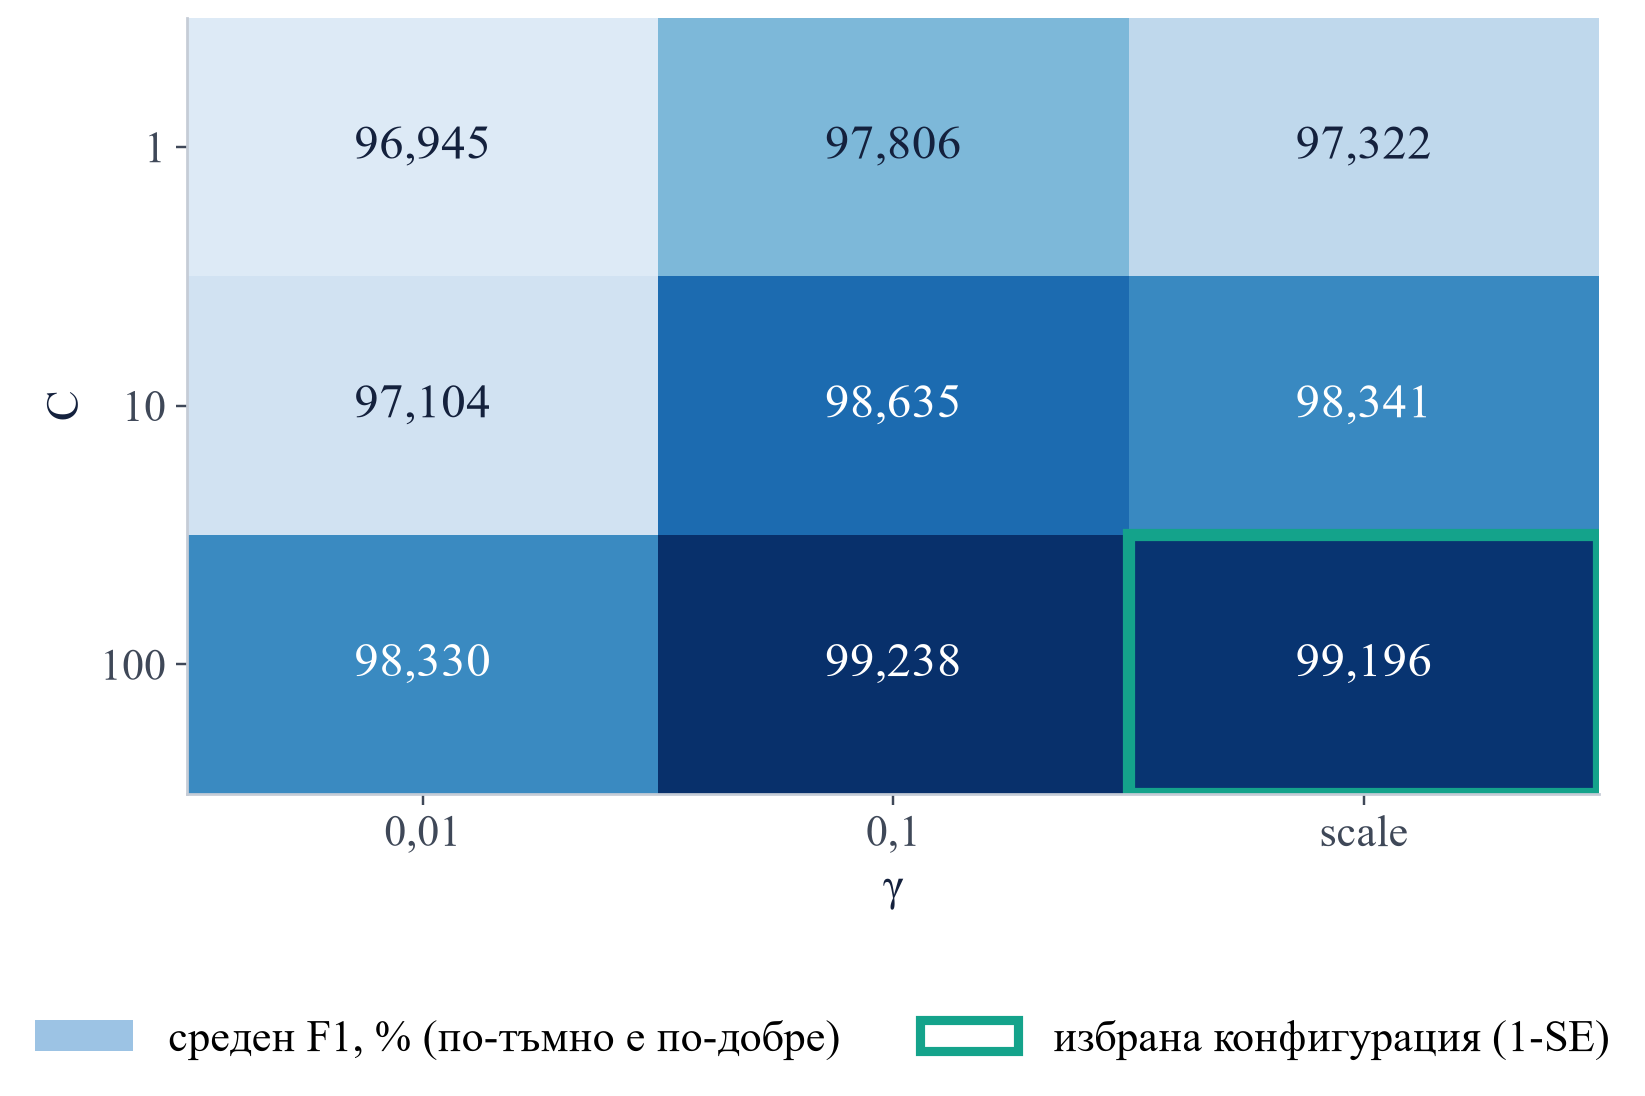 1 96,945 97,806 97,322
C 10 97,104 98,635 98,341
100 98,330 99,238 99,196
0,01 0,1 scale
γ
среден F1, % (по-тъмно е по-добре) избрана конфигурация (1-SE)